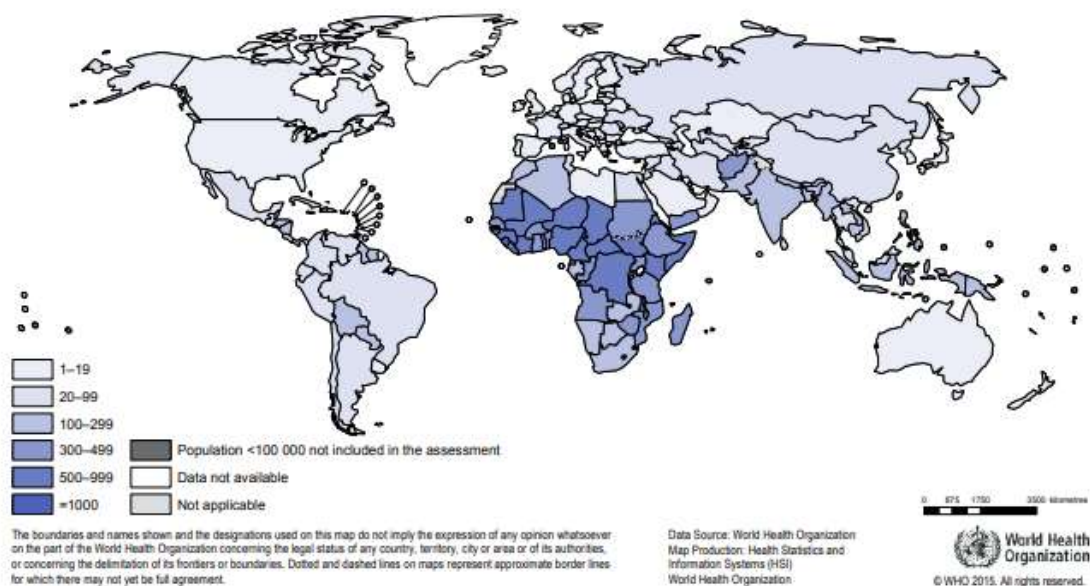 1–19
20–99
100–299
300–499
500–999
=1000
Population <100 000 not included in the assessment
Data not available
Not applicable
0 875 1750 3500 kilometres
The boundaries and names shown and the designations used on this map do not imply the expression of any opinion whatsoever
on the part of the World Health Organization concerning the legal status of any country, territory, city or area or of its authorities,
or concerning the delimitation of its frontiers or boundaries. Dotted and dashed lines on maps represent approximate border lines
for which there may not yet be full agreement.
Data Source: World Health Organization
Map Production: Health Statistics and
Information Systems (HSI)
World Health Organization
World Health
Organization
© WHO 2015. All rights reserved.